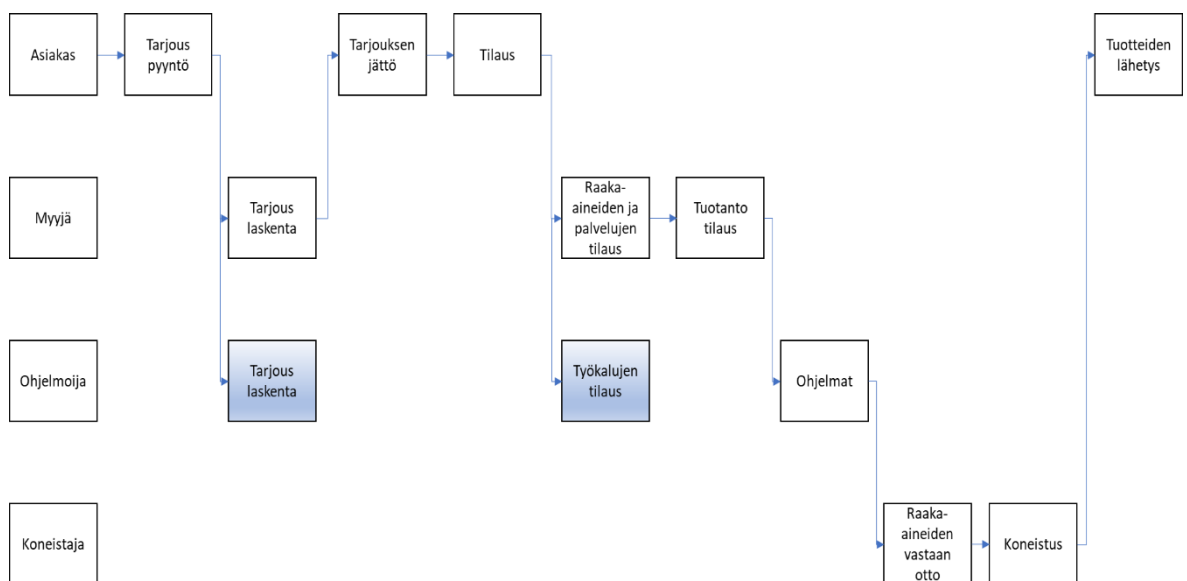 Asiakas
Tarjous
pyyntö
Tarjouksen
jättö
Tilaus
Tuotteiden
lähetys
Myyjä
Tarjous
laskenta
Raaka-
aineiden ja
palvelujen
tilaus
Tuotanto
tilaus
Ohjelmoija
Tarjous
laskenta
Työkalujen
tilaus
Ohjelmat
Koneistaja
Raaka-
aineiden
vastaan
otto
Koneistus